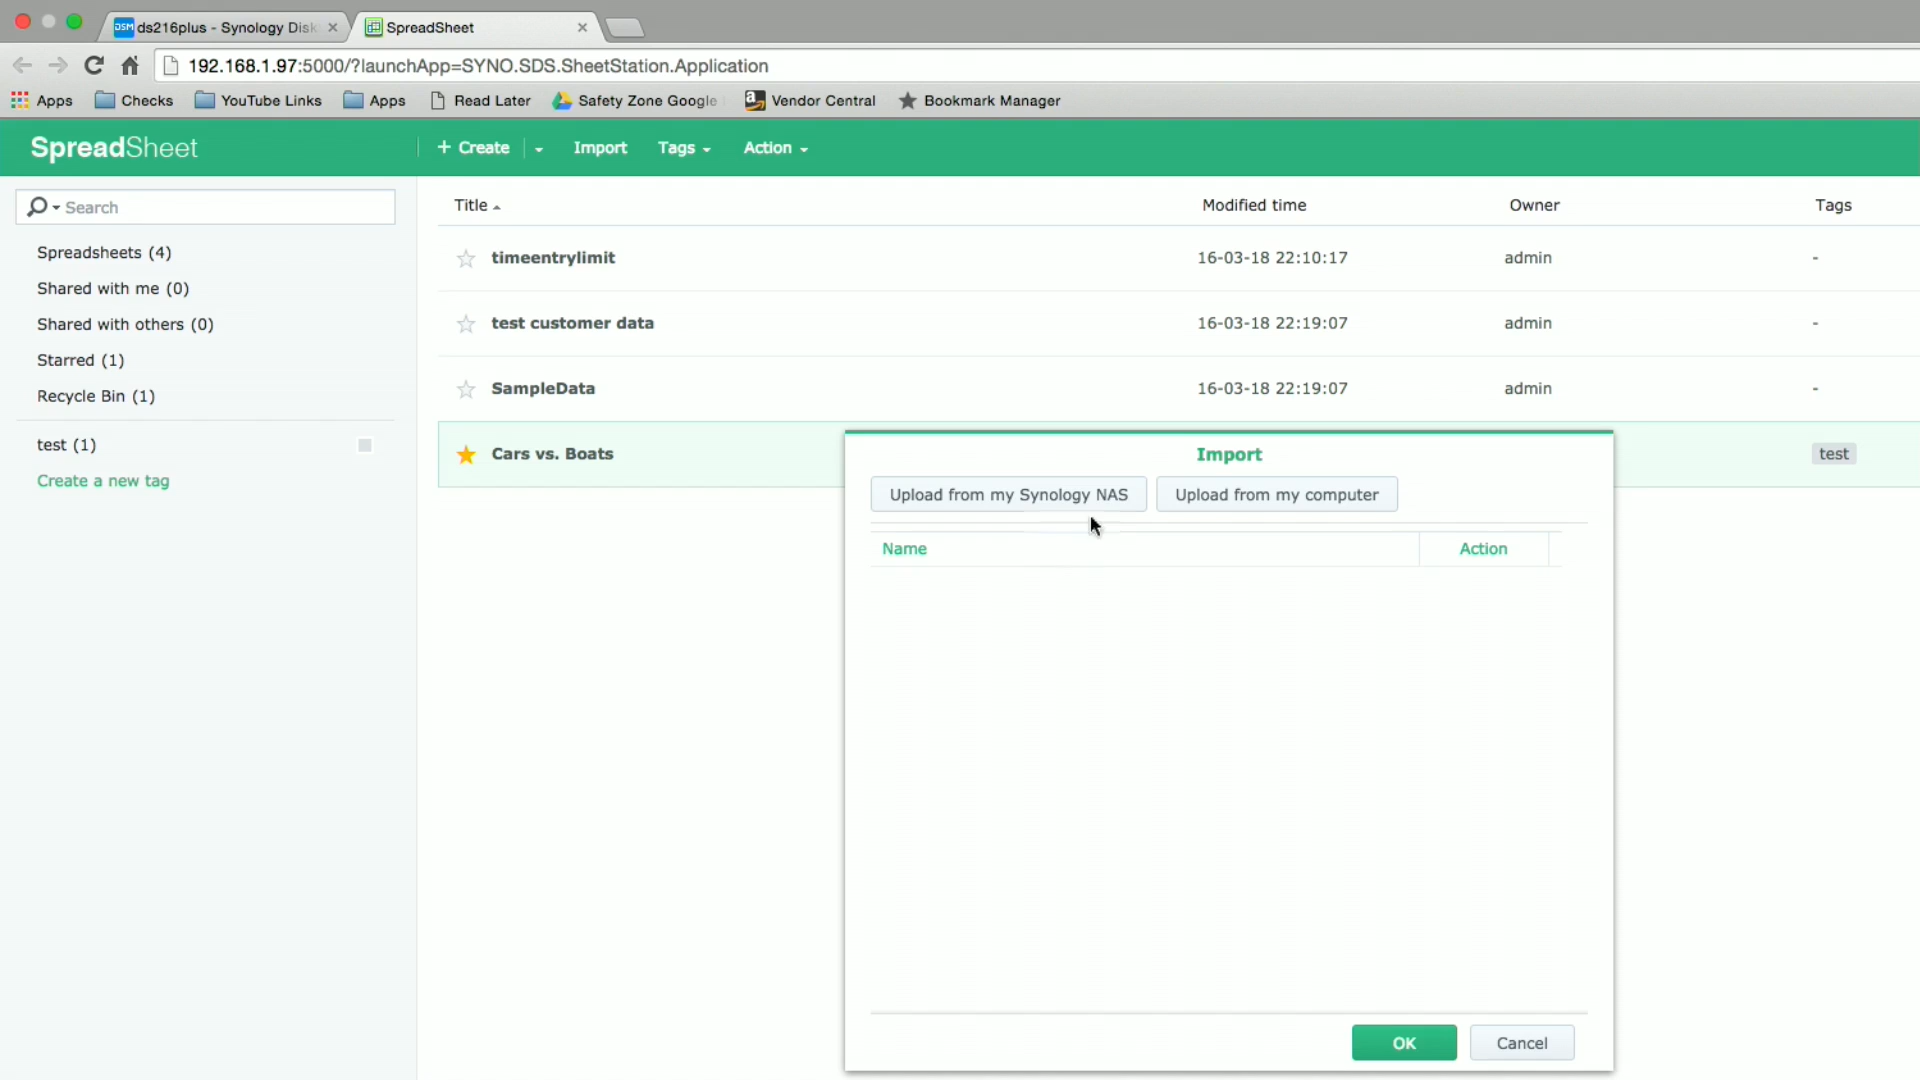 DSM ds216plus - Synology Disk
SpreadSheet
192.168.1.97:5000/?launchApp=SYNO.SDS.SheetStation.Application
Apps
Checks
YouTube Links
Apps
Read Later
Safety Zone Google
a Vendor Central
Bookmark Manager
SpreadSheet
+ Create
Import
Tags
Action
Search
Spreadsheets (4)
Shared with me (0)
Shared with others (0)
Starred (1)
Recycle Bin (1)
test (1)
Create a new tag
Title Modified time Owner Tags
timeentrylimit 16-03-18 22:10:17 admin -
test customer data 16-03-18 22:19:07 admin -
SampleData 16-03-18 22:19:07 admin -
Cars vs. Boats test
Import
Upload from my Synology NAS
Upload from my computer
Name Action
OK
Cancel